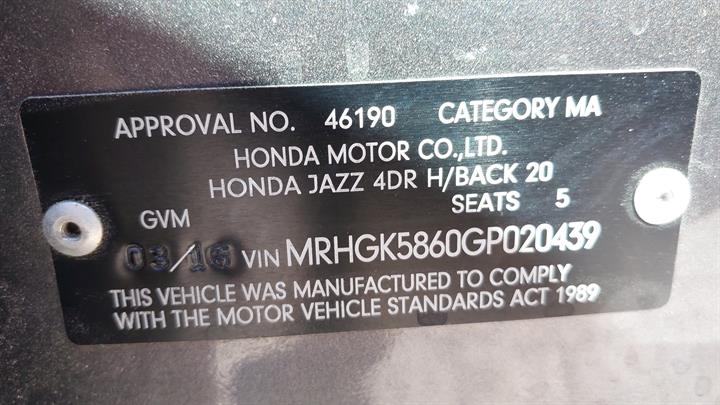 APPROVAL NO. 46190 CATEGORY MA
HONDA MOTOR CO.,LTD.
HONDA JAZZ 4DR H/BACK 20
SEATS 5
GVM
03/16 VIN MRHGK5860GP020439
THIS VEHICLE WAS MANUFACTURED TO COMPLY
WITH THE MOTOR VEHICLE STANDARDS ACT 1989